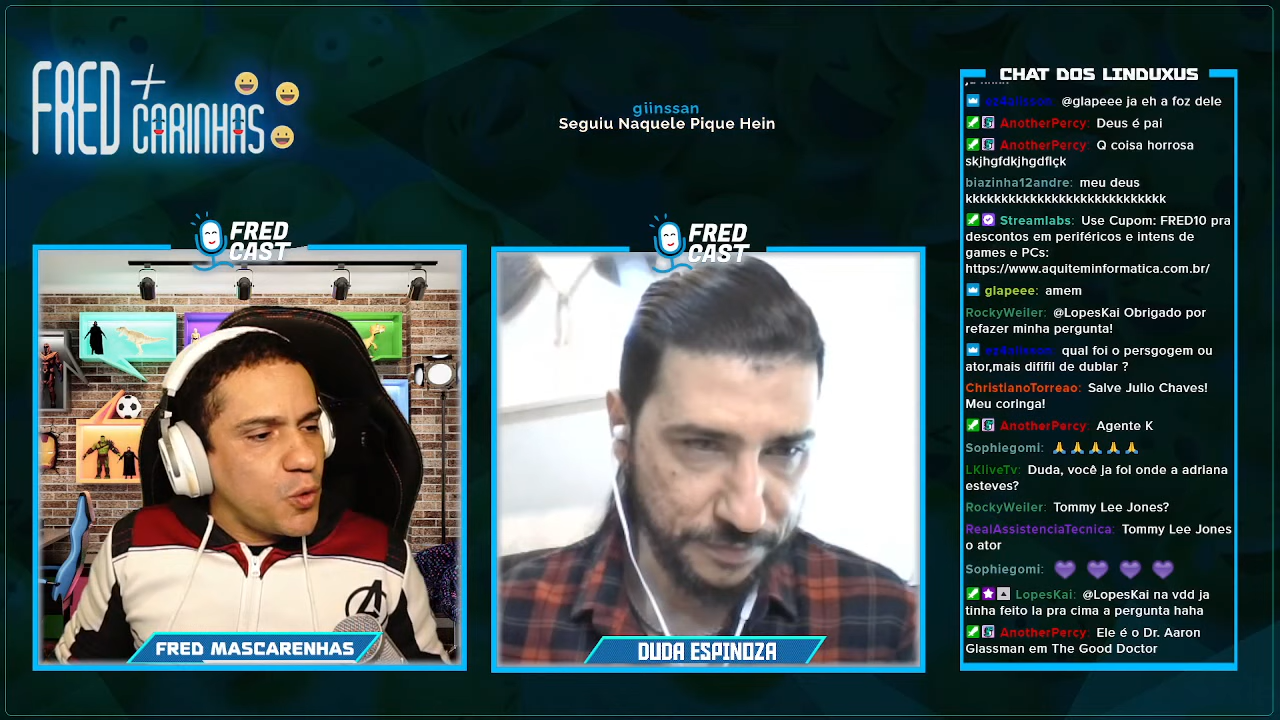 FRED +
CARINHAS
giinssan
Seguiu Naquele Pique Hein
FRED
CAST
FRED MASCARENHAS
FRED
CAST
DUDA ESPINOZA
CHAT DOS LINDUXUS
@glapeee ja eh a foz dele
AnotherPercy: Deus é pai
AnotherPercy: Q coisa horrosa
skjhgfdkjhgdflçk
biazinha12andre: meu deus
kkkkkkkkkkkkkkkkkkkkkkkkkkkk
Streamlabs: Use Cupom: FRED10 pra
descontos em periféricos e intens de
games e PCs:
https://www.aquiteminformatica.com.br/
glapeee: amem
RockyWeiler: @LopesKai Obrigado por
refazer minha pergunta!
qual foi o persgogem ou
ator,mais dififil de dublar ?
ChristianoTorreao: Salve Julio Chaves!
Meu coringa!
AnotherPercy: Agente K
Sophiegomi: 🙏🙏🙏🙏🙏
LKliveTv: Duda, você ja foi onde a adriana
esteves?
RockyWeiler: Tommy Lee Jones?
RealAssistenciaTecnica: Tommy Lee Jones
o ator
Sophiegomi: 💜 💜 💜 💜
LopesKai: @LopesKai na vdd ja
tinha feito la pra cima a pergunta haha
AnotherPercy: Ele é o Dr. Aaron
Glassman em The Good Doctor